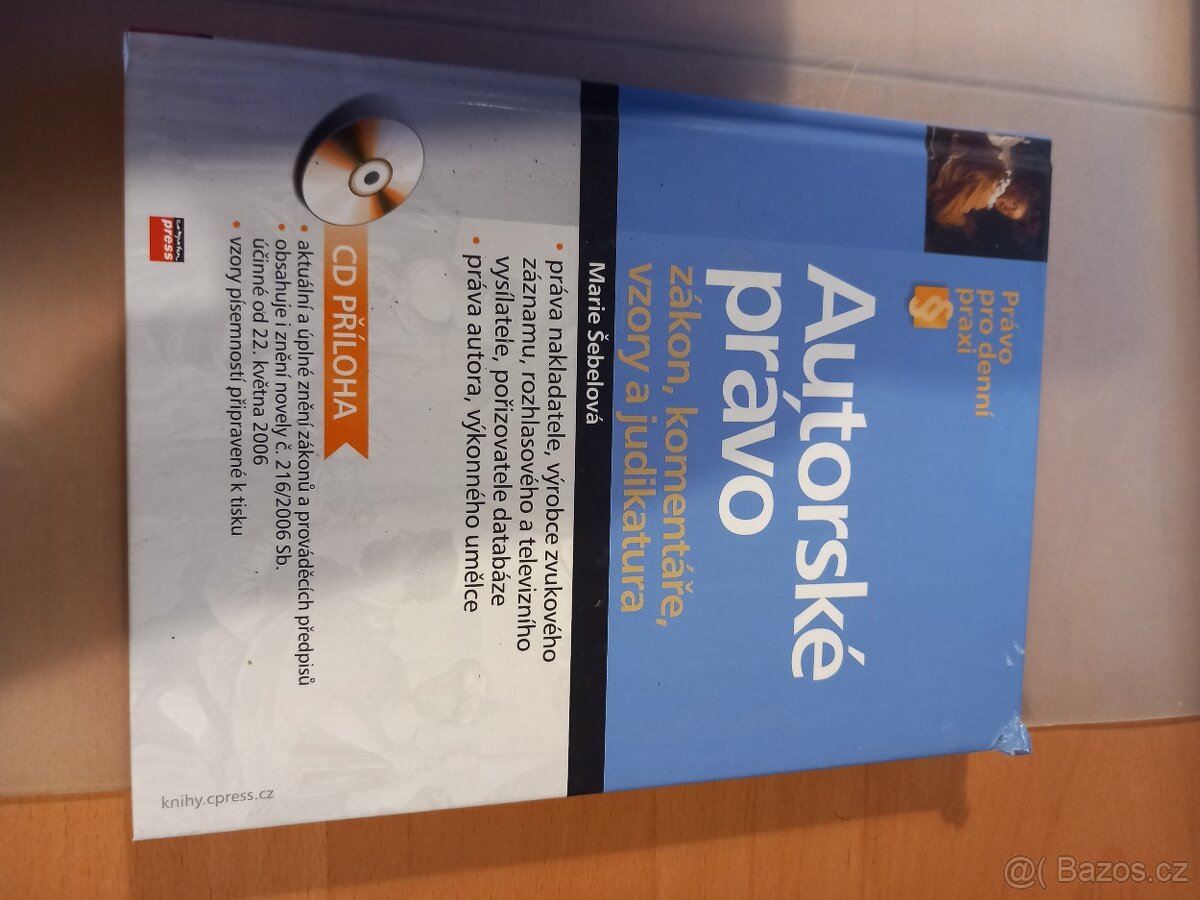 Právo
pro denní
praxi
§
Autorské
právo
zákon, komentáře,
vzory a judikatura
Marie Šebelová
• práva nakladatele, výrobce zvukového
záznamu, rozhlasového a televizního
vysílatele, pořizovatele databáze
• práva autora, výkonného umělce
CD PŘÍLOHA
• aktuální a úplné znění zákonů a prováděcích předpisů
• obsahuje i znění novely č. 216/2006 Sb.
účinné od 22. května 2006
• vzory písemností připravené k tisku
computer
press
knihy.cpress.cz
@( Bazos.cz